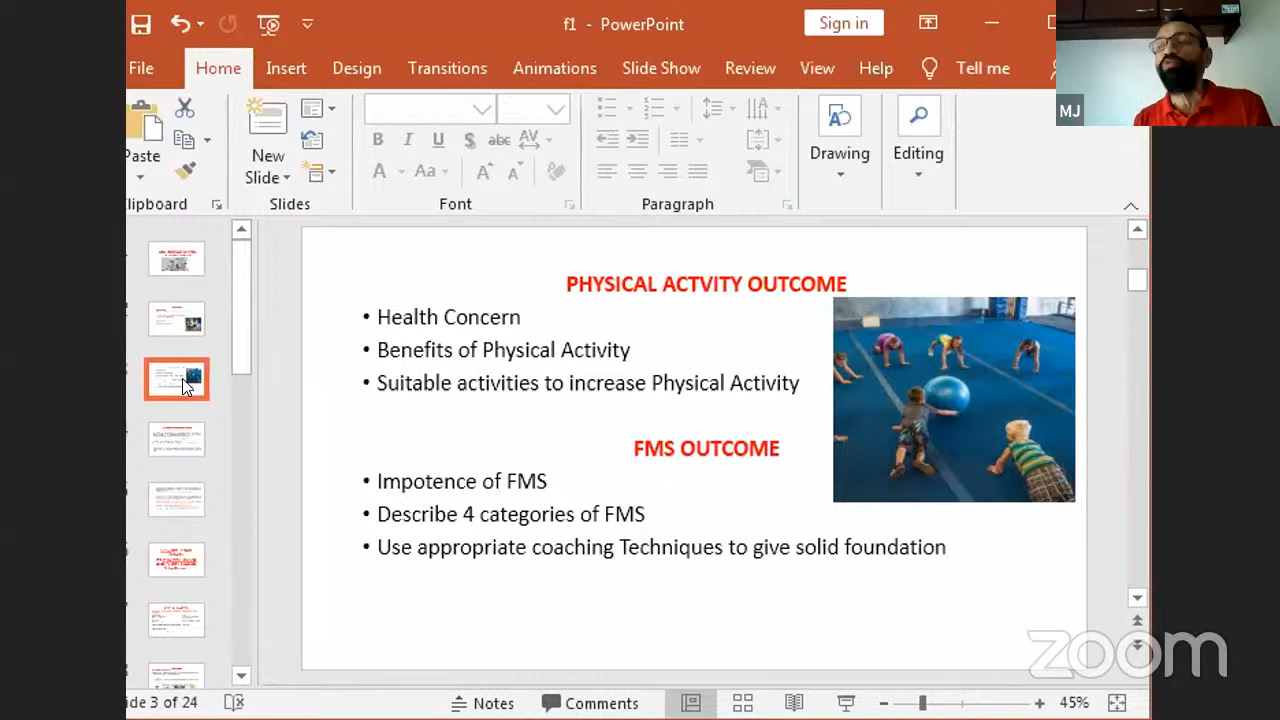 f1 - PowerPoint
Sign in
File
Home
Insert
Design
Transitions
Animations
Slide Show
Review
View
Help
Tell me
MJ
Paste
New
Slide
Drawing
Editing
lipboard
Slides
Font
Paragraph
PHYSICAL ACTVITY OUTCOME
• Health Concern
• Benefits of Physical Activity
• Suitable activities to increase Physical Activity
FMS OUTCOME
• Impotence of FMS
• Describe 4 categories of FMS
• Use appropriate coaching Techniques to give solid foundation
zoom
ide 3 of 24
Notes
Comments
45%